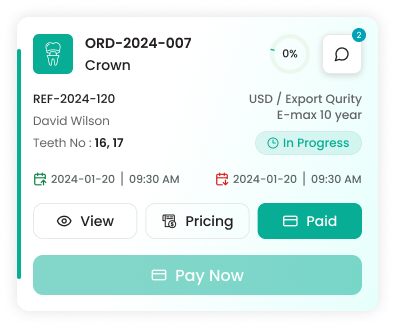 ORD-2024-007
Crown
0%
2
REF-2024-120
David Wilson
Teeth No : 16, 17
USD / Export Qurity
E-max 10 year
In Progress
2024-01-20 | 09:30 AM
2024-01-20 | 09:30 AM
View
Pricing
Paid
Pay Now